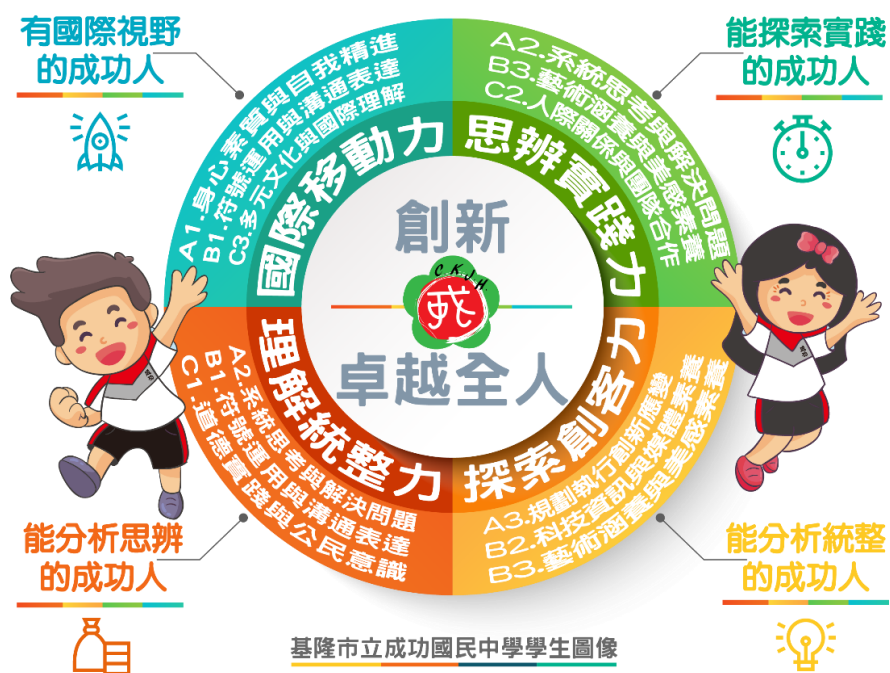 有國際視野
的成功人
能探索實踐
的成功人
A1.身心素質與自我精進
B1.符號運用與溝通表達
C3.多元文化與國際理解
國際移動力
A2.系統思考與解決問題
B3.藝術涵養與美感素養
C2.人際關係與團隊合作
思辨實踐力
創新
CKJH
成
卓越全人
理解統整力
A2.系統思考與解決問題
B1.符號運用與溝通表達
C1.道德實踐與公民意識
探索創客力
A3.規劃執行創新應變
B2.科技資訊與媒體素養
B3.藝術涵養與美感素養
能分析思辨
的成功人
能分析統整
的成功人
基隆市立成功國民中學學生圖像